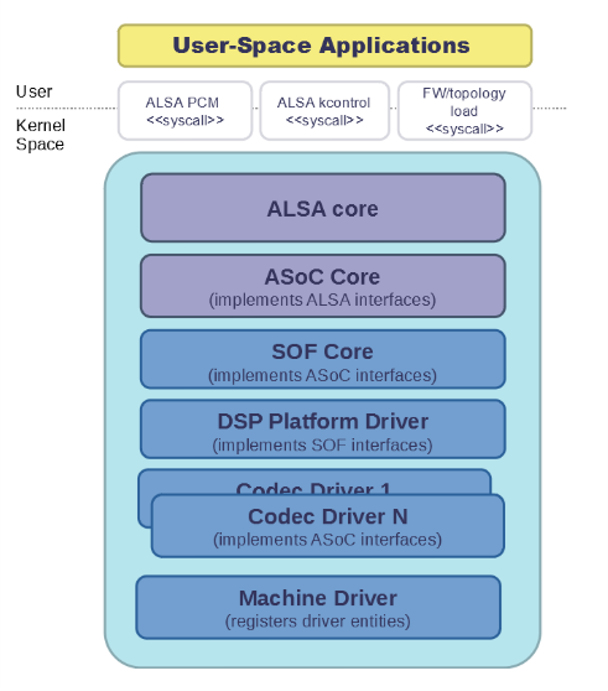 User-Space Applications
User
Kernel
Space
ALSA PCM
<<syscall>>
ALSA kcontrol
<<syscall>>
FW/topology
load
<<syscall>>
ALSA core
ASoC Core
(implements ALSA interfaces)
SOF Core
(implements ASoC interfaces)
DSP Platform Driver
(implements SOF interfaces)
Codec Driver 1
Codec Driver N
(implements ASoC interfaces)
Machine Driver
(registers driver entities)